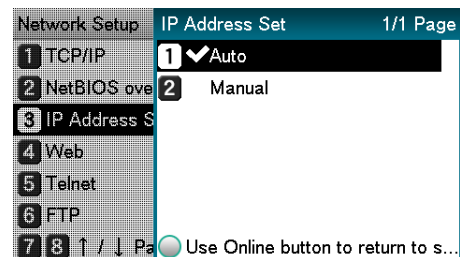 Network Setup
1 TCP/IP
2 NetBIOS ove
3 IP Address S
4 Web
5 Telnet
6 FTP
7 8 ↑ / ↓ Pa
IP Address Set 1/1 Page
1 ✔Auto
2 Manual
Use Online button to return to s...